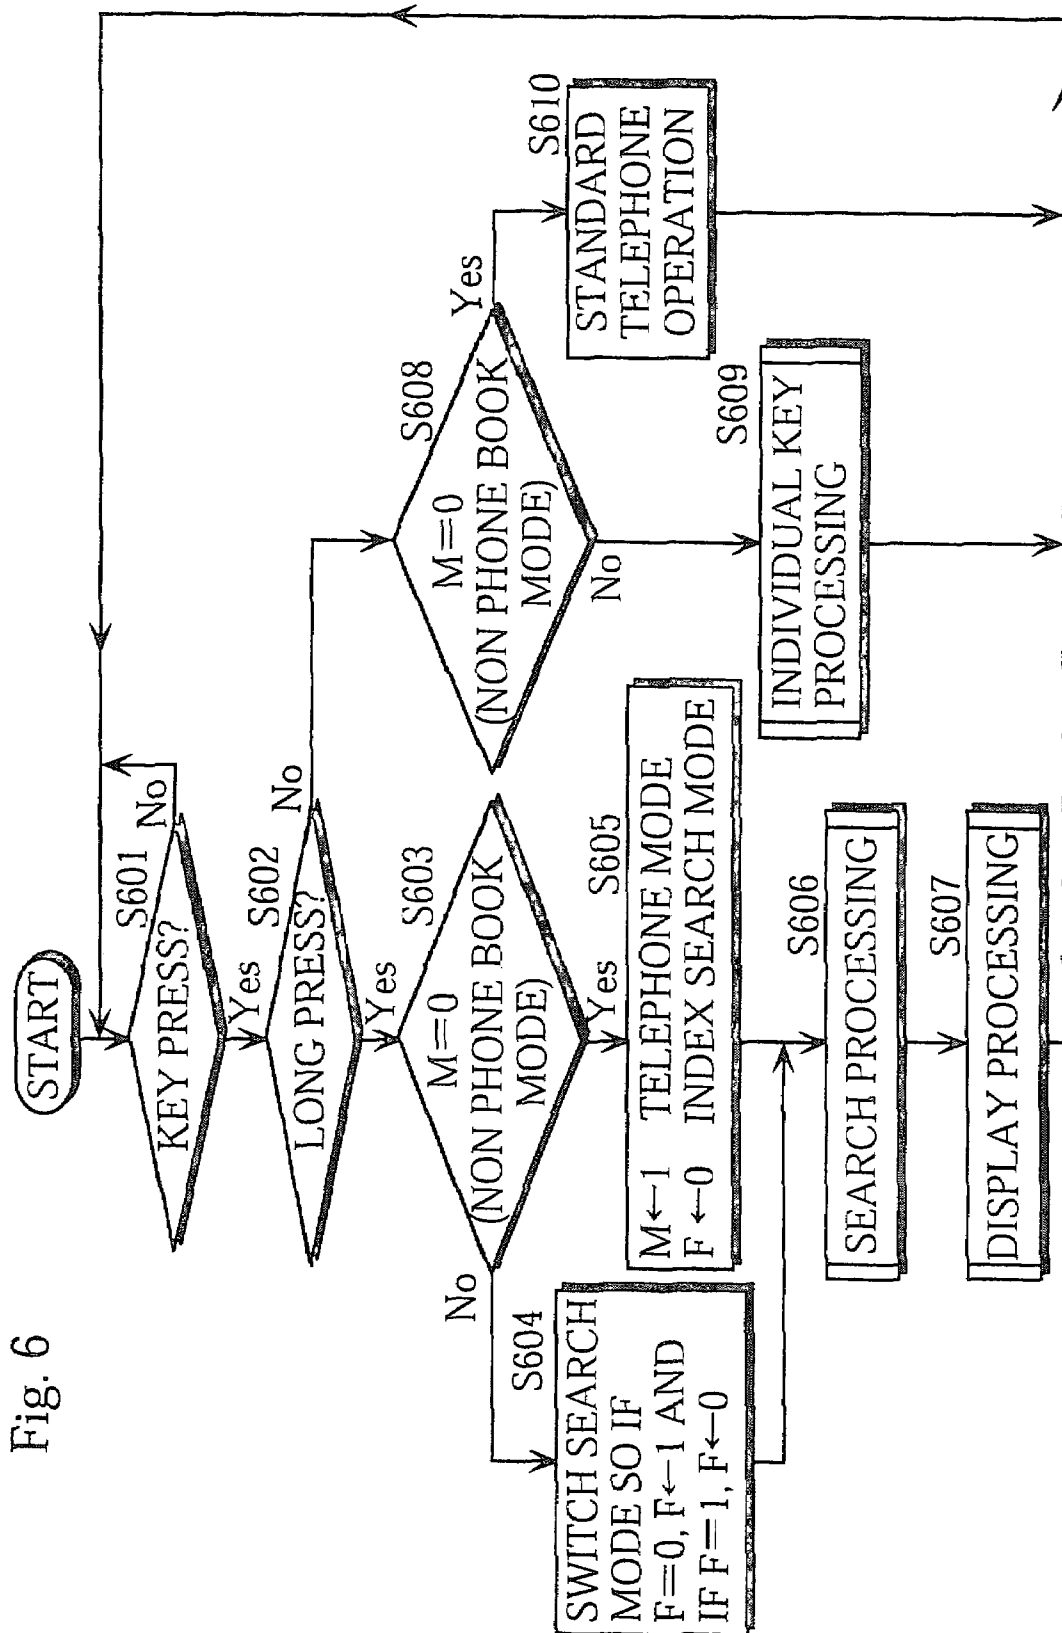 Fig. 6
START
S601
KEY PRESS?
No
Yes
S602
LONG PRESS?
No
Yes
S603
M=0
(NON PHONE BOOK
MODE)
No
Yes
S604
SWITCH SEARCH
MODE SO IF
F=0, F←1 AND
IF F=1, F←0
S605
M←1 TELEPHONE MODE
F←0 INDEX SEARCH MODE
S606
SEARCH PROCESSING
S607
DISPLAY PROCESSING
S608
M=0
(NON PHONE BOOK
MODE)
Yes
No
S609
INDIVIDUAL KEY
PROCESSING
S610
STANDARD
TELEPHONE
OPERATION